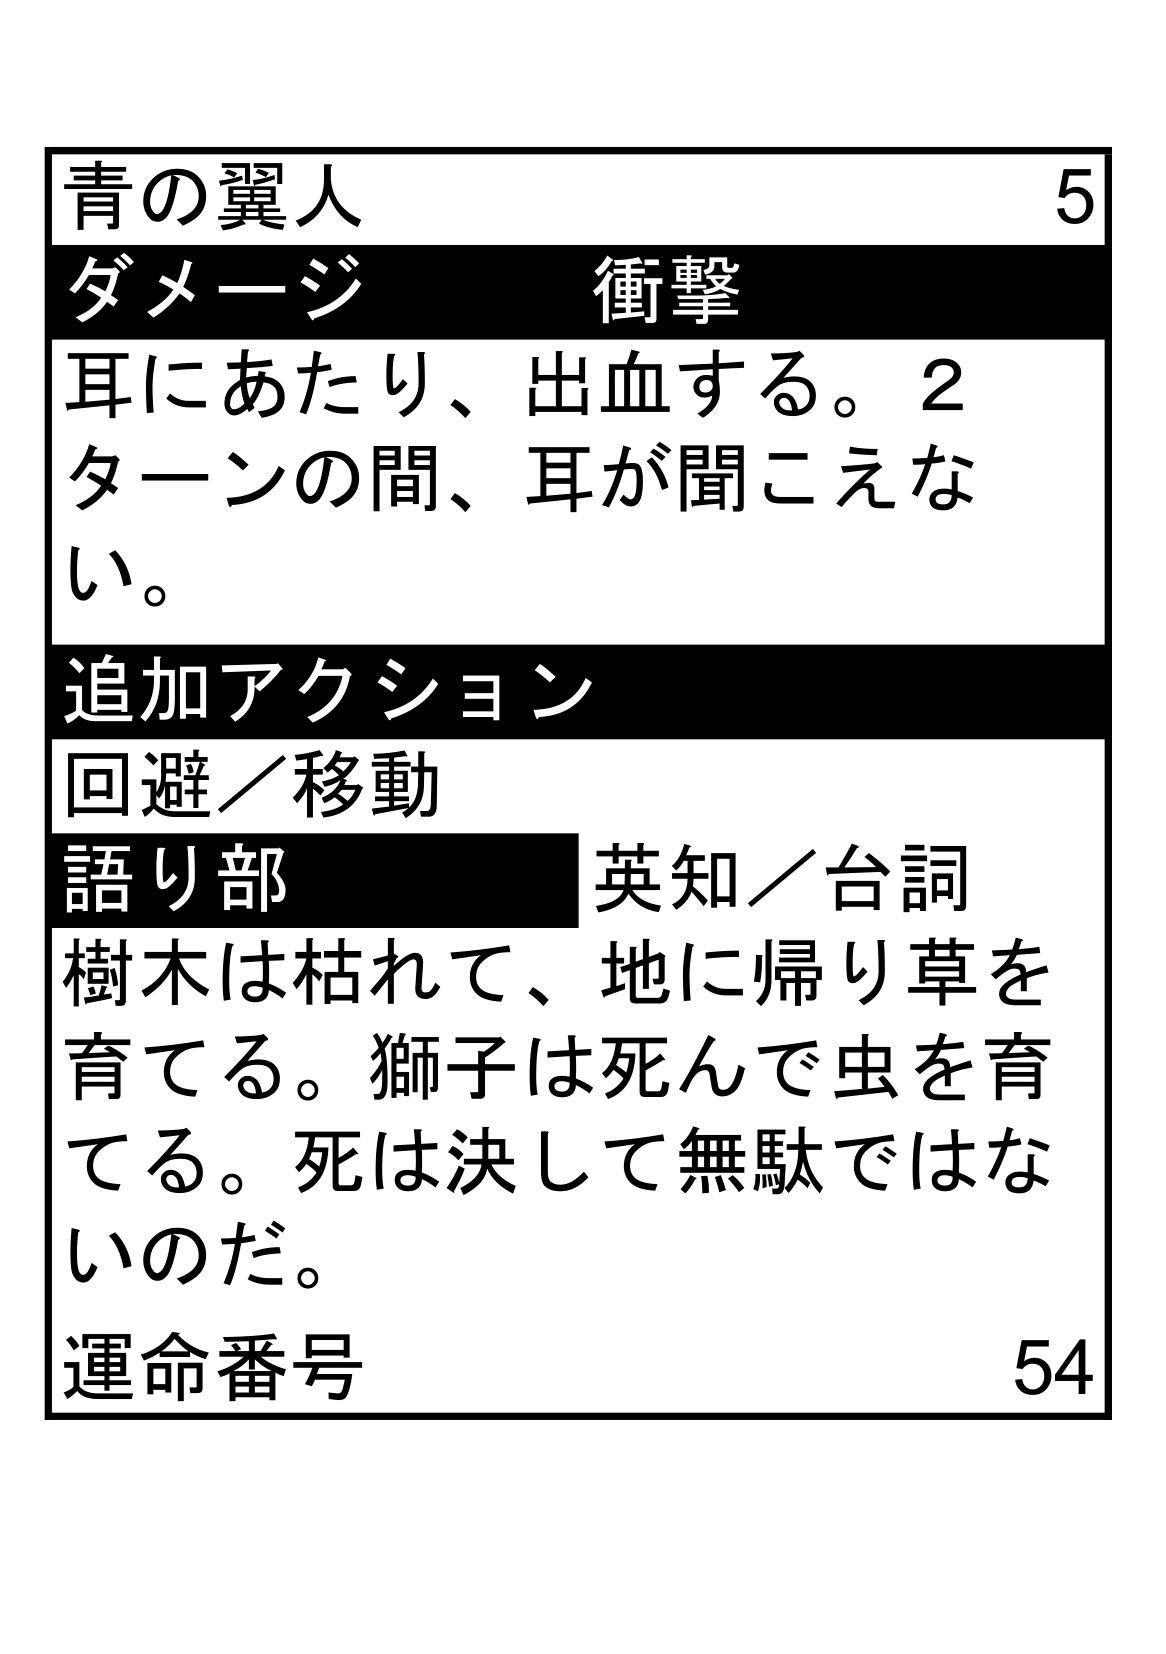 青の翼人 5
ダメージ 衝撃
耳にあたり、出血する。２
ターンの間、耳が聞こえな
い。
追加アクション
回避／移動
語り部 英知／台詞
樹木は枯れて、地に帰り草を
育てる。獅子は死んで虫を育
てる。死は決して無駄ではな
いのだ。
運命番号 54